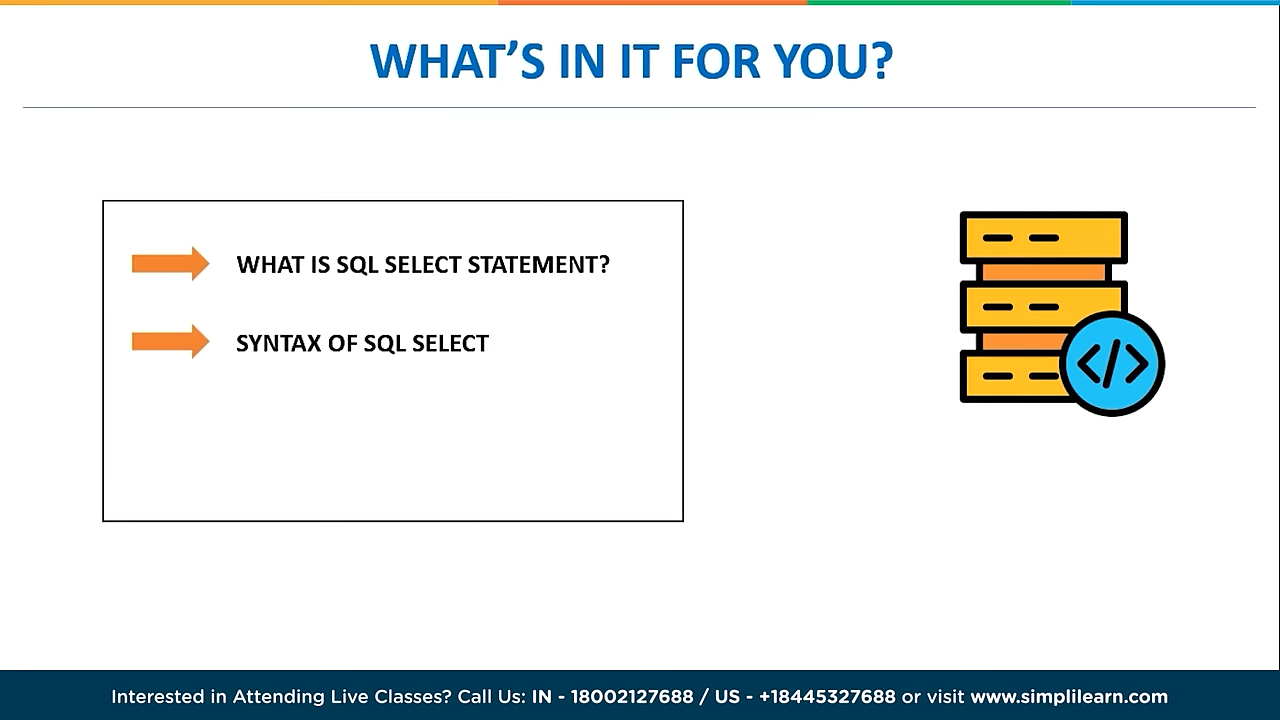 WHAT'S IN IT FOR YOU?
WHAT IS SQL SELECT STATEMENT?
SYNTAX OF SQL SELECT
</>
Interested in Attending Live Classes? Call Us: IN - 18002127688 / US - +18445327688 or visit www.simplilearn.com